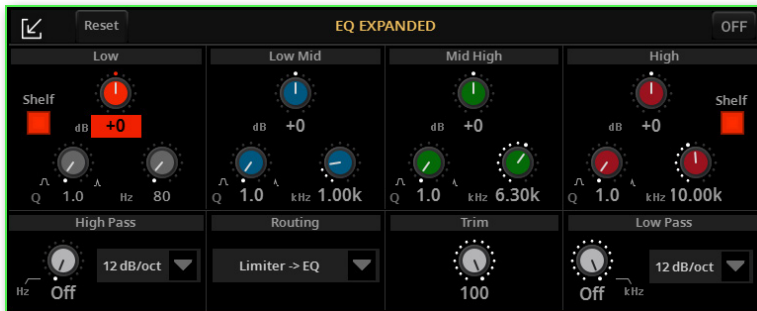 Reset EQ EXPANDED OFF
Low Low Mid Mid High High
Shelf Shelf
dB +0 dB +0 dB +0 dB +0
Q 1.0 Hz 80 Q 1.0 kHz 1.00k Q 1.0 kHz 6.30k Q 1.0 kHz 10.00k
High Pass Routing Trim Low Pass
12 dB/oct Limiter -> EQ 12 dB/oct
Hz Off 100 Off kHz